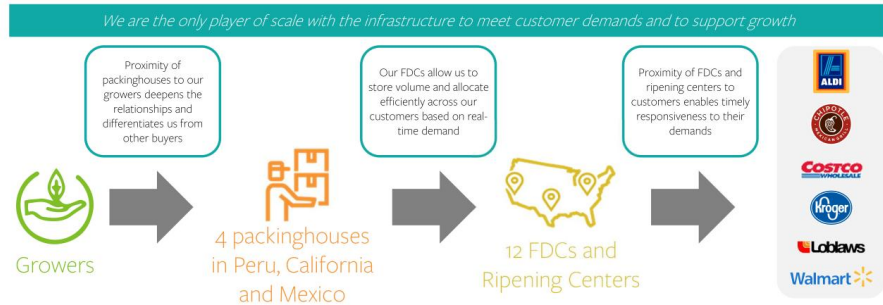 We are the only player of scale with the infrastructure to meet customer demands and to support growth
Proximity of
packinghouses to our
growers deepens the
relationships and
differentiates us from
other buyers
Our FDCs allow us to
store volume and allocate
efficiently across our
customers based on real-
time demand
Proximity of FDCs and
ripening centers to
customers enables timely
responsiveness to their
demands
Growers
4 packinghouses
in Peru, California
and Mexico
12 FDCs and
Ripening Centers
ALDI
CHIPOTLE
MEXICAN GRILL
COSTCO
WHOLESALE
Kroger
Loblaws
Walmart